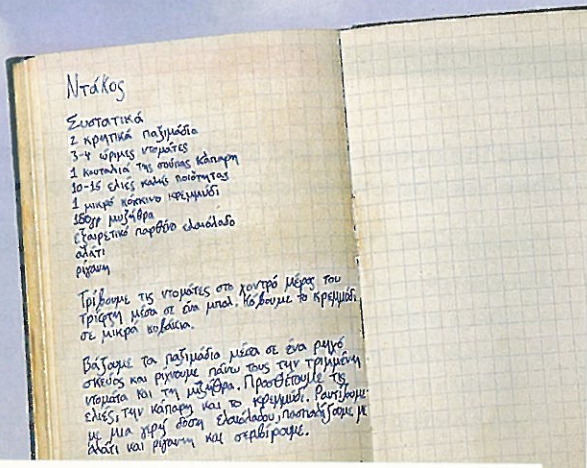 Ντάκος
Συστατικά
2 κρητικά παξιμάδια
3-4 ώριμες ντομάτες
1 κουταλιά της σούπας κάπαρη
10-15 ελιές καλής ποιότητας
1 μικρό κόκκινο κρεμμύδι
150γρ μυζήθρα
εξαιρετικό παρθένο ελαιόλαδο
αλάτι
ρίγανη
Τρίβουμε τις ντομάτες στο χοντρό μέρος του
τρίφτη μέσα σε ένα μπολ. Κόβουμε το κρεμμύδι
σε μικρά κυβάκια.
Βάζουμε τα παξιμάδια μέσα σε ένα ρηχό
σκεύος και ρίχνουμε πάνω τους την τριμμένη
ντομάτα και τη μυζήθρα. Προσθέτουμε τις
ελιές, την κάπαρη και το κρεμμύδι. Ραντίζουμε
με μια γερή δόση ελαιόλαδου, πασπαλίζουμε με
αλάτι και ρίγανη και σερβίρουμε.